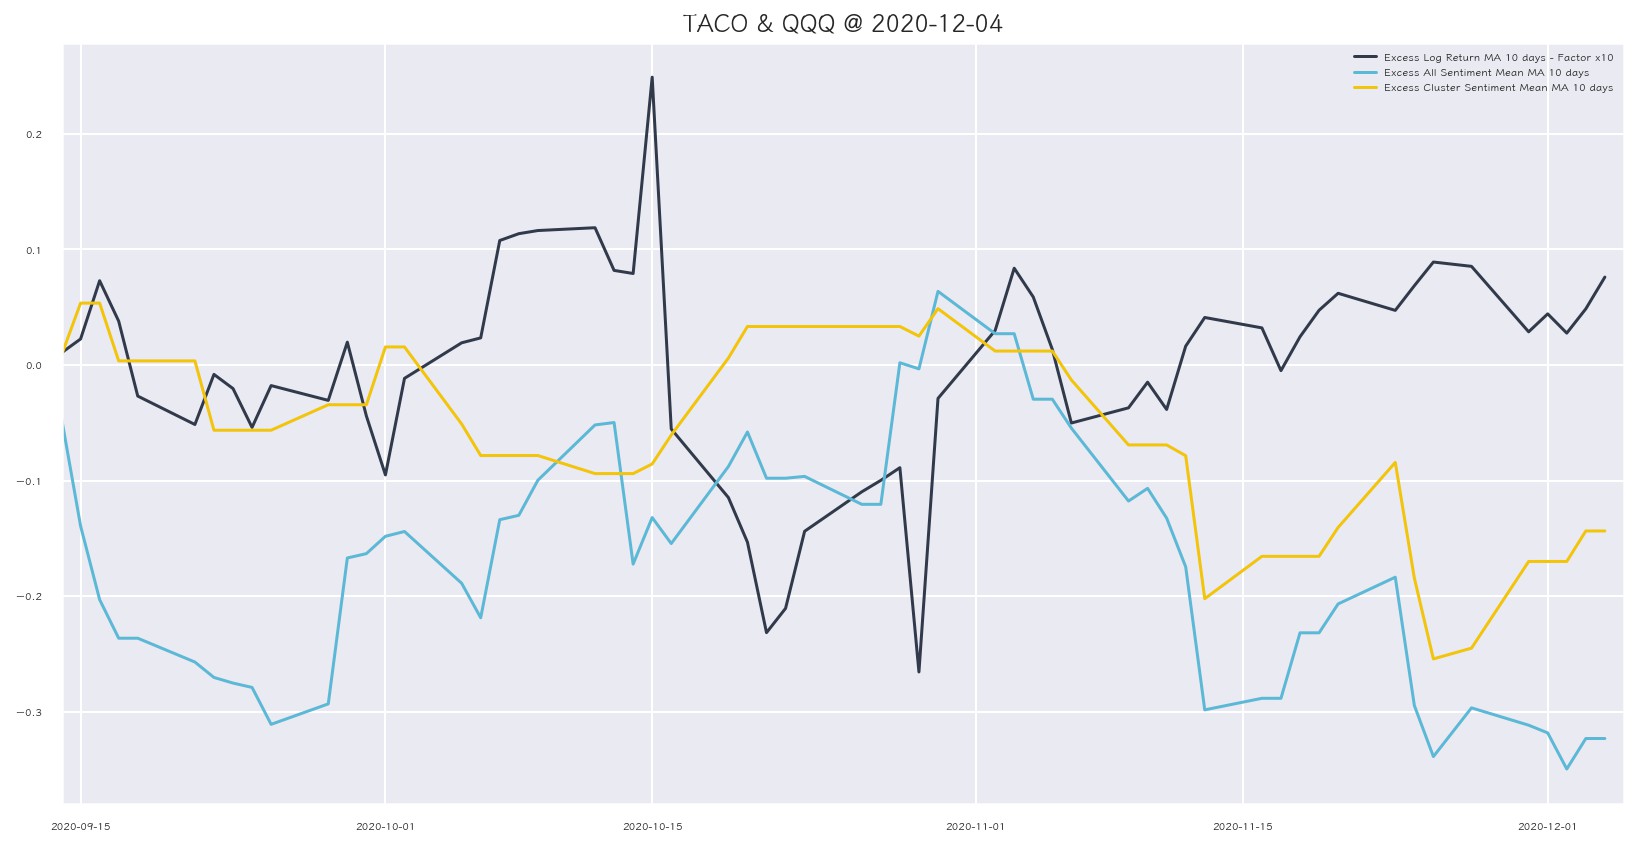 TACO & QQQ @ 2020-12-04
Excess Log Return MA 10 days - Factor x10
Excess All Sentiment Mean MA 10 days
Excess Cluster Sentiment Mean MA 10 days
0.2
0.1
0.0
−0.1
−0.2
−0.3
2020-09-15 2020-10-01 2020-10-15 2020-11-01 2020-11-15 2020-12-01